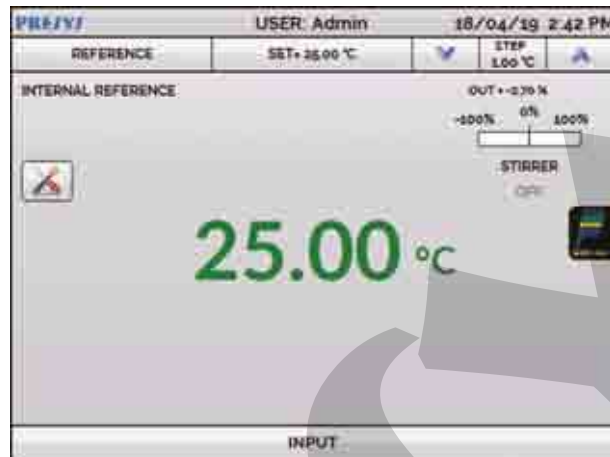 PRESYS USER: Admin 18/04/19 2:42 PM
REFERENCE SET= 25.00 °C STEP
1.00 °C
INTERNAL REFERENCE OUT = -2.70 %
-100% 0% 100%
STIRRER
OFF
25.00 °C
INPUT